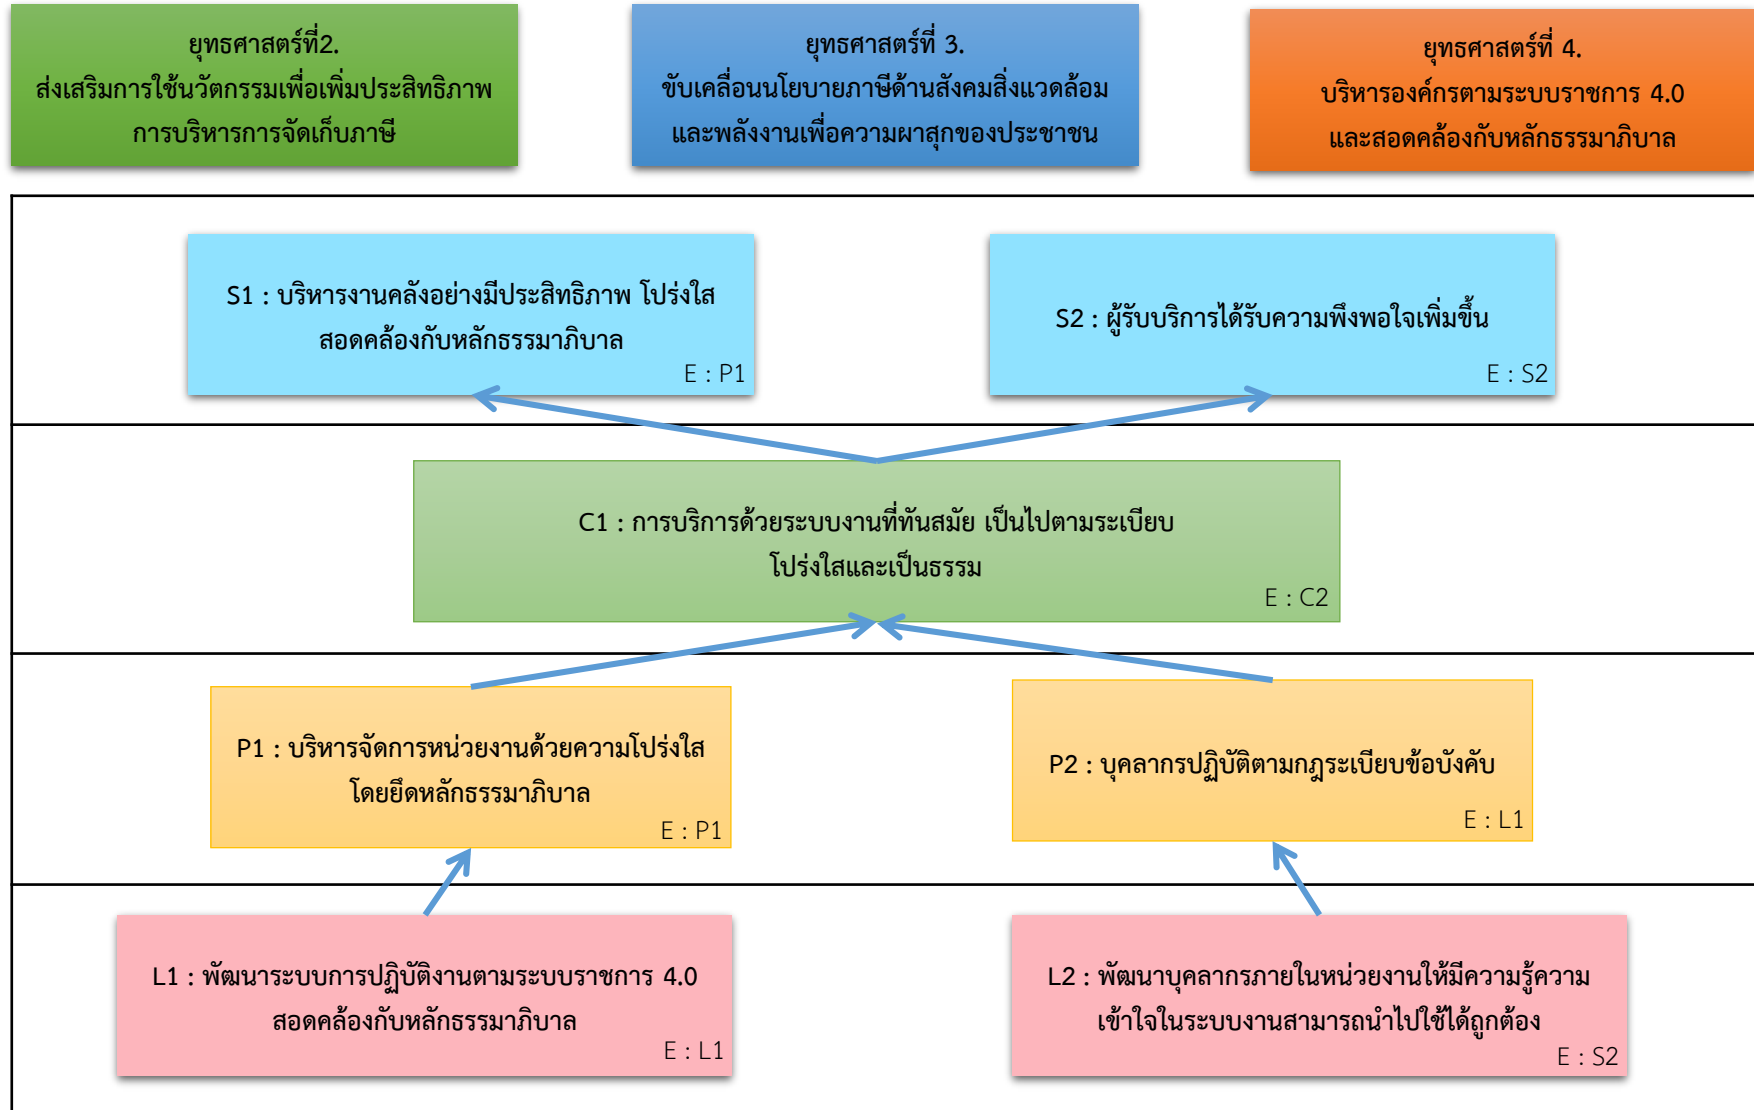 ยุทธศาสตร์ที่2.
ส่งเสริมการใช้นวัตกรรมเพื่อเพิ่มประสิทธิภาพ
การบริหารการจัดเก็บภาษี
ยุทธศาสตร์ที่ 3.
ขับเคลื่อนนโยบายภาษีด้านสังคมสิ่งแวดล้อม
และพลังงานเพื่อความผาสุกของประชาชน
ยุทธศาสตร์ที่ 4.
บริหารองค์กรตามระบบราชการ 4.0
และสอดคล้องกับหลักธรรมาภิบาล
S1 : บริหารงานคลังอย่างมีประสิทธิภาพ โปร่งใส
สอดคล้องกับหลักธรรมาภิบาล
E : P1
S2 : ผู้รับบริการได้รับความพึงพอใจเพิ่มขึ้น
E : S2
C1 : การบริการด้วยระบบงานที่ทันสมัย เป็นไปตามระเบียบ
โปร่งใสและเป็นธรรม
E : C2
P1 : บริหารจัดการหน่วยงานด้วยความโปร่งใส
โดยยึดหลักธรรมาภิบาล
E : P1
P2 : บุคลากรปฏิบัติตามกฎระเบียบข้อบังคับ
E : L1
L1 : พัฒนาระบบการปฏิบัติงานตามระบบราชการ 4.0
สอดคล้องกับหลักธรรมาภิบาล
E : L1
L2 : พัฒนาบุคลากรภายในหน่วยงานให้มีความรู้ความ
เข้าใจในระบบงานสามารถนำไปใช้ได้ถูกต้อง
E : S2